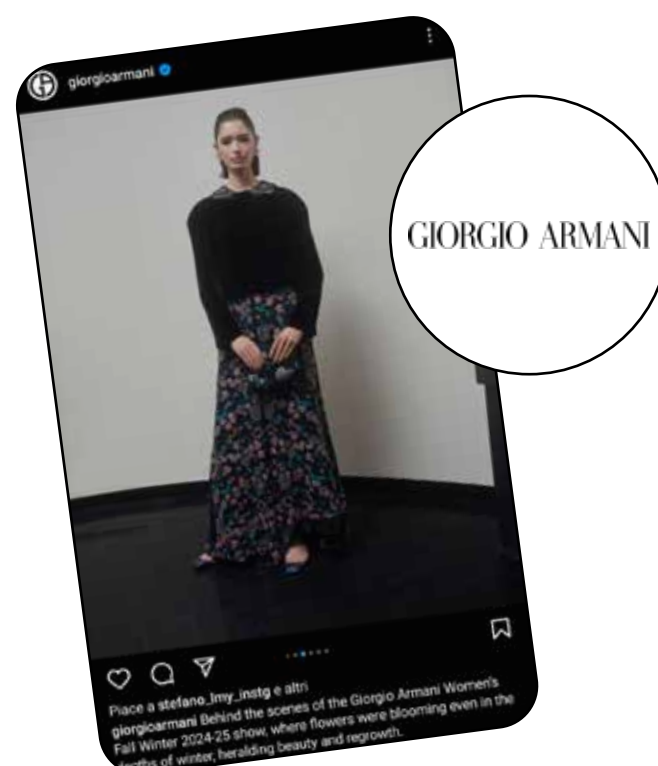 giorgioarmani
GIORGIO ARMANI
Piace a stefano_lmy_instg e altri
giorgioarmani Behind the scenes of the Giorgio Armani Women's
Fall Winter 2024-25 show, where flowers were blooming even in the
depths of winter, heralding beauty and regrowth.